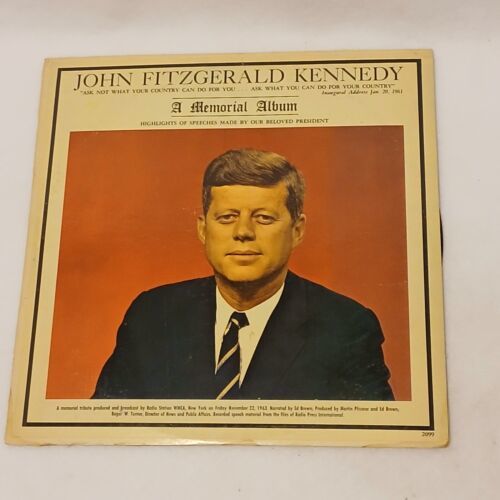 JOHN FITZGERALD KENNEDY
"ASK NOT WHAT YOUR COUNTRY CAN DO FOR YOU . . . ASK WHAT YOU CAN DO FOR YOUR COUNTRY"
Inaugural Address Jan. 20, 1961
A Memorial Album
HIGHLIGHTS OF SPEECHES MADE BY OUR BELOVED PRESIDENT
A memorial tribute produced and broadcast by Radio Station WMCA, New York on Friday November 22, 1963. Narrated by Ed Brown, Produced by Martin Plissner and Ed Brown,
Roger W. Turner, Director of News and Public Affairs. Recorded speech material from the files of Radio Press International.
2099